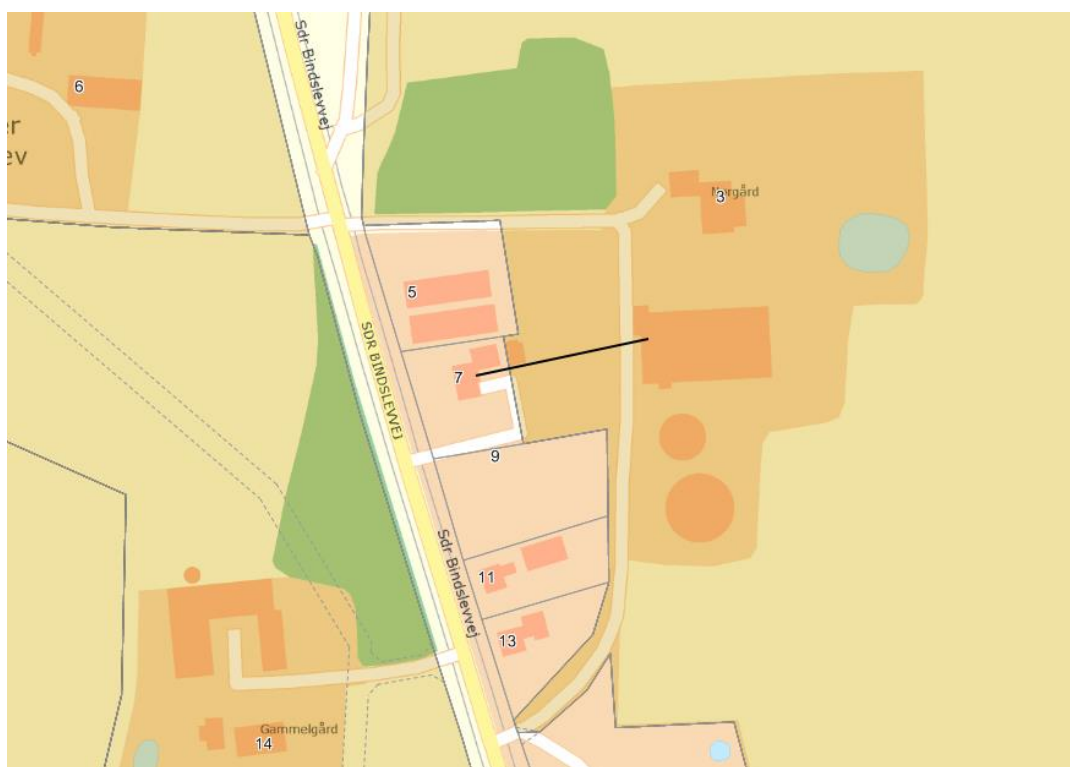 Sdr Bindslevvej
6
er
ev
Nørgård
3
5
SDR BINDSLEVVEJ
7
9
Sdr Bindslevvej
11
13
Gammelgård
14